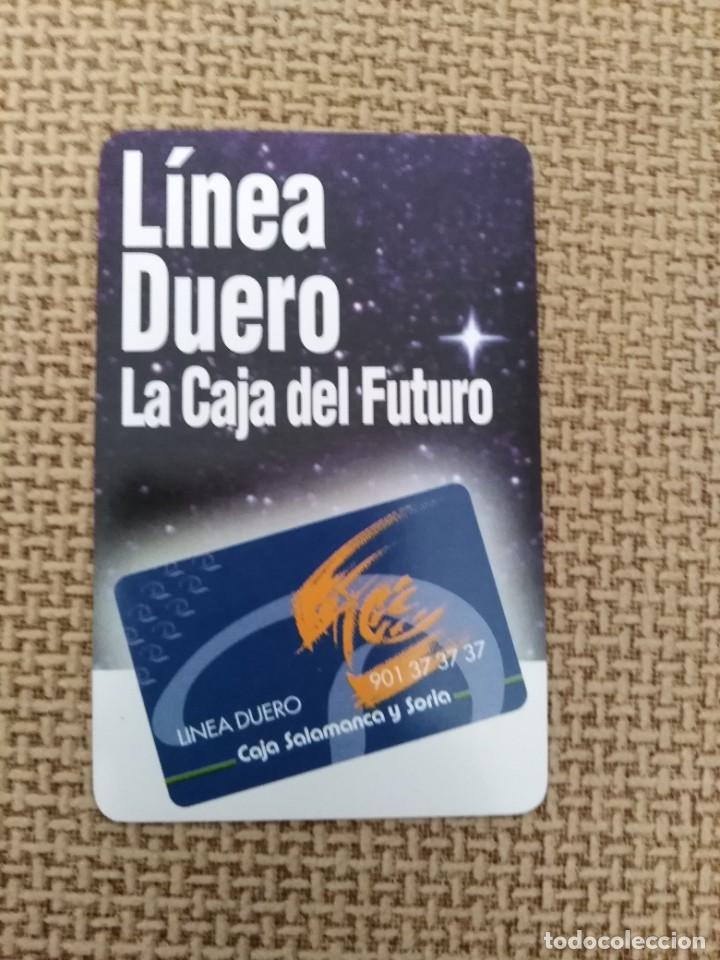 Línea
Duero
La Caja del Futuro
LINEA DUERO
901 37 37 37
Caja Salamanca y Soria
todocoleccion